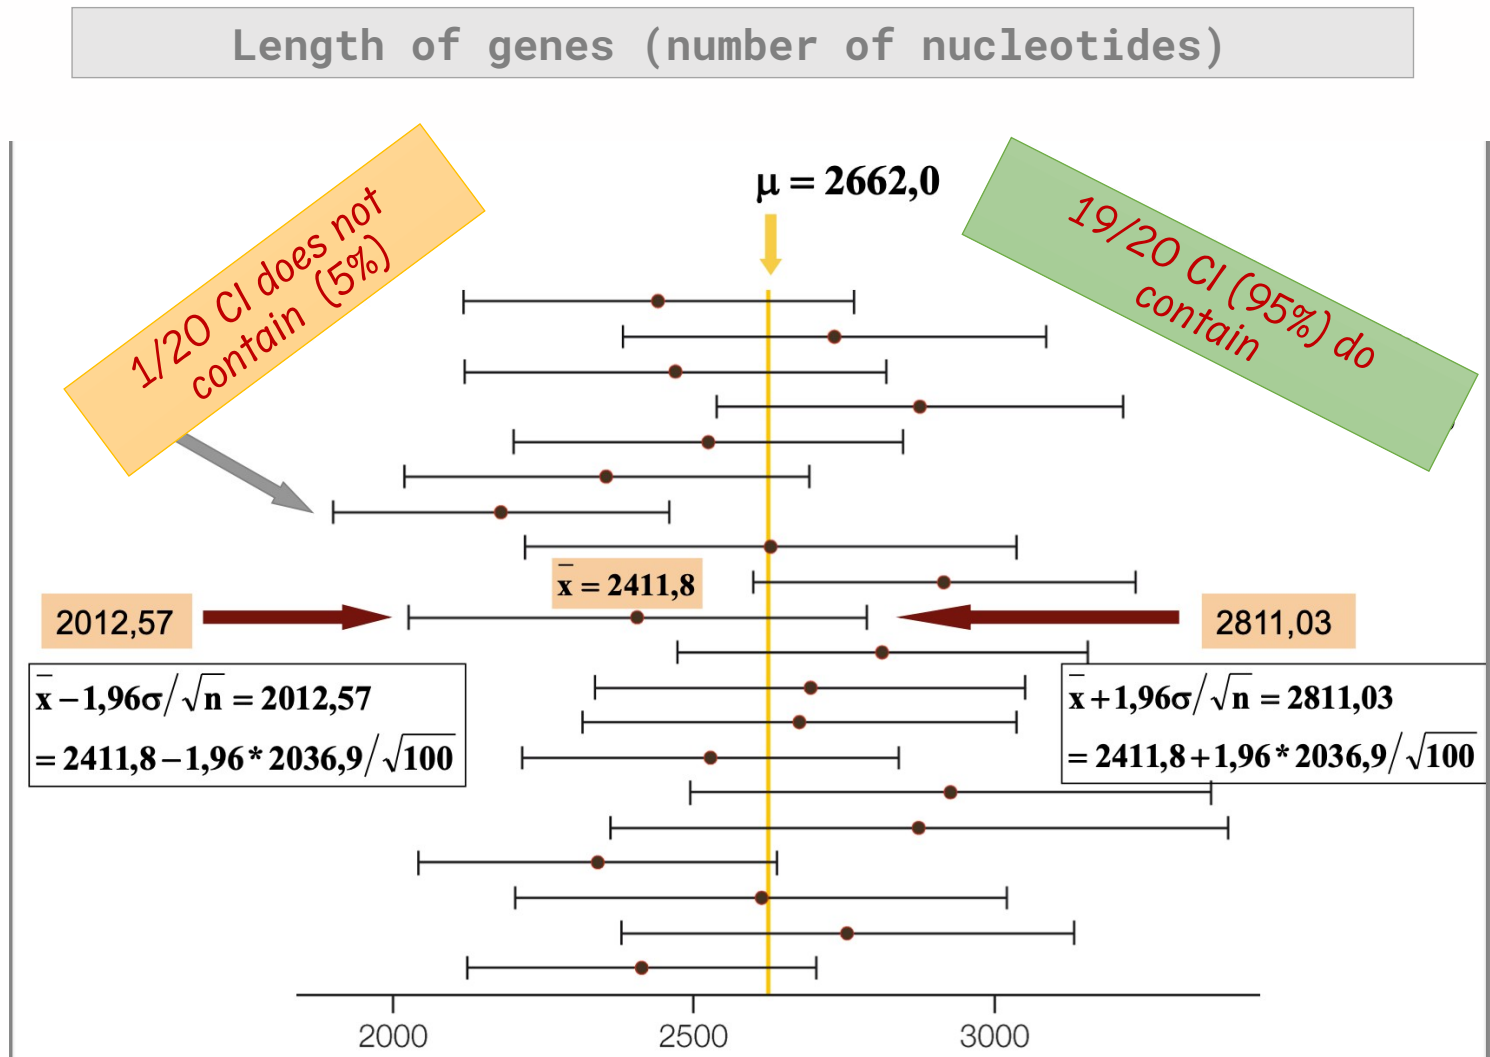 Length of genes (number of nucleotides)
μ = 2662,0
1/20 CI does not
contain (5%)
19/20 CI (95%) do
contain
x̄ = 2411,8
2012,57
2811,03
x̄ − 1,96σ/√n = 2012,57
= 2411,8 − 1,96 * 2036,9/√100
x̄ + 1,96σ/√n = 2811,03
= 2411,8 + 1,96 * 2036,9/√100
2000 2500 3000